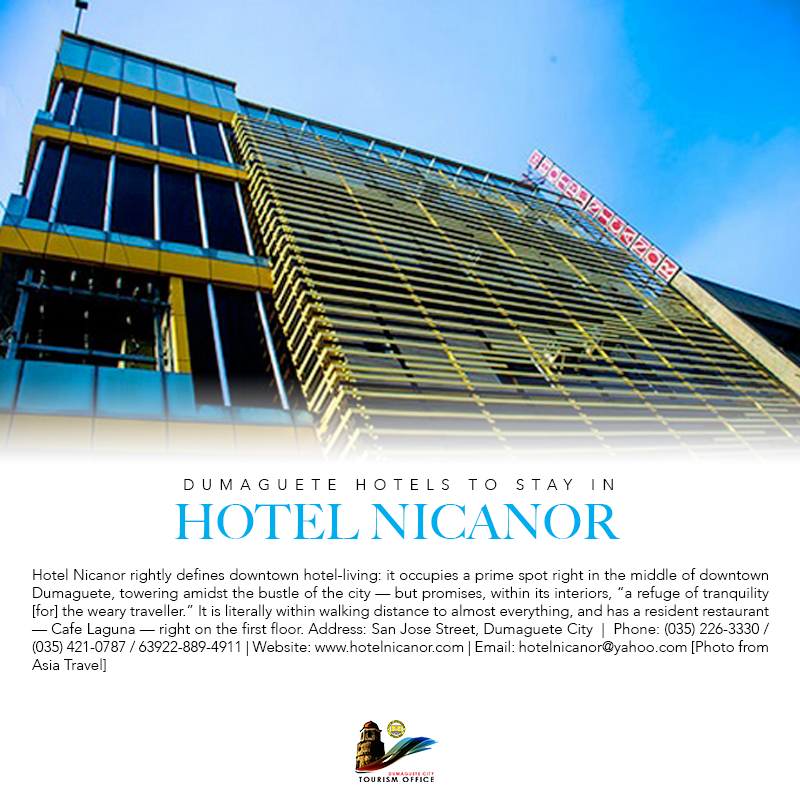 HOTEL NICANOR
DUMAGUETE HOTELS TO STAY IN
HOTEL NICANOR
Hotel Nicanor rightly defines downtown hotel-living: it occupies a prime spot right in the middle of downtown
Dumaguete, towering amidst the bustle of the city — but promises, within its interiors, “a refuge of tranquility
[for] the weary traveller.” It is literally within walking distance to almost everything, and has a resident restaurant
— Cafe Laguna — right on the first floor. Address: San Jose Street, Dumaguete City | Phone: (035) 226-3330 /
(035) 421-0787 / 63922-889-4911 | Website: www.hotelnicanor.com | Email: hotelnicanor@yahoo.com [Photo from
Asia Travel]
DUMAGUETE CITY
TOURISM OFFICE